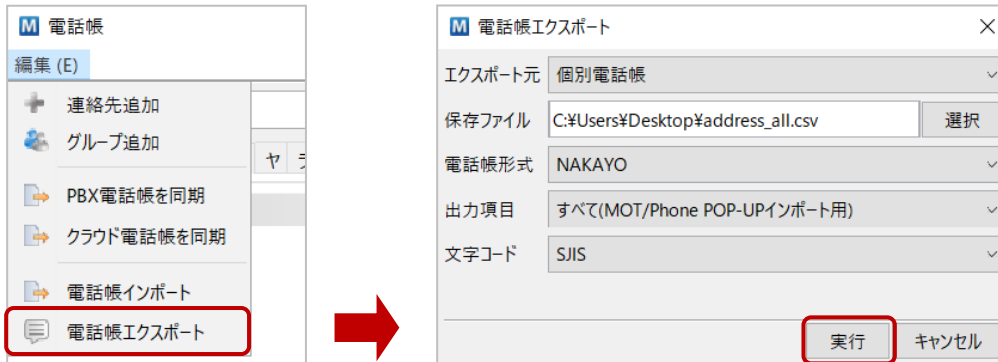 M 電話帳
編集 (E)
連絡先追加
グループ追加
ヤ
PBX電話帳を同期
クラウド電話帳を同期
電話帳インポート
電話帳エクスポート
M 電話帳エクスポート
エクスポート元 個別電話帳
保存ファイル C:¥Users¥Desktop¥address_all.csv 選択
電話帳形式 NAKAYO
出力項目 すべて(MOT/Phone POP-UPインポート用)
文字コード SJIS
実行 キャンセル